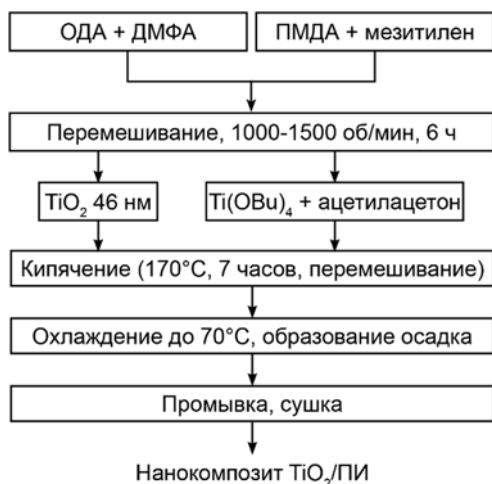 ОДА + ДМФА
ПМДА + мезитилен
Перемешивание, 1000-1500 об/мин, 6 ч
TiO₂ 46 нм
Ti(OBu)₄ + ацетилацетон
Кипячение (170°C, 7 часов, перемешивание)
Охлаждение до 70°C, образование осадка
Промывка, сушка
Нанокомпозит TiO₂/ПИ